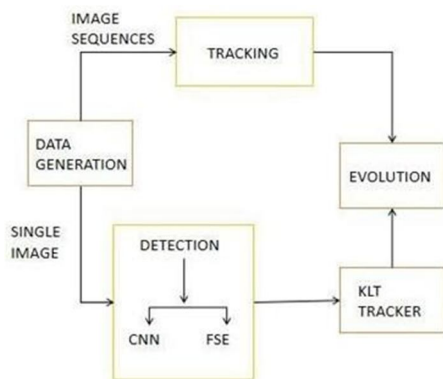 IMAGE
SEQUENCES
TRACKING
DATA
GENERATION
EVOLUTION
SINGLE
IMAGE
DETECTION
CNN FSE
KLT
TRACKER